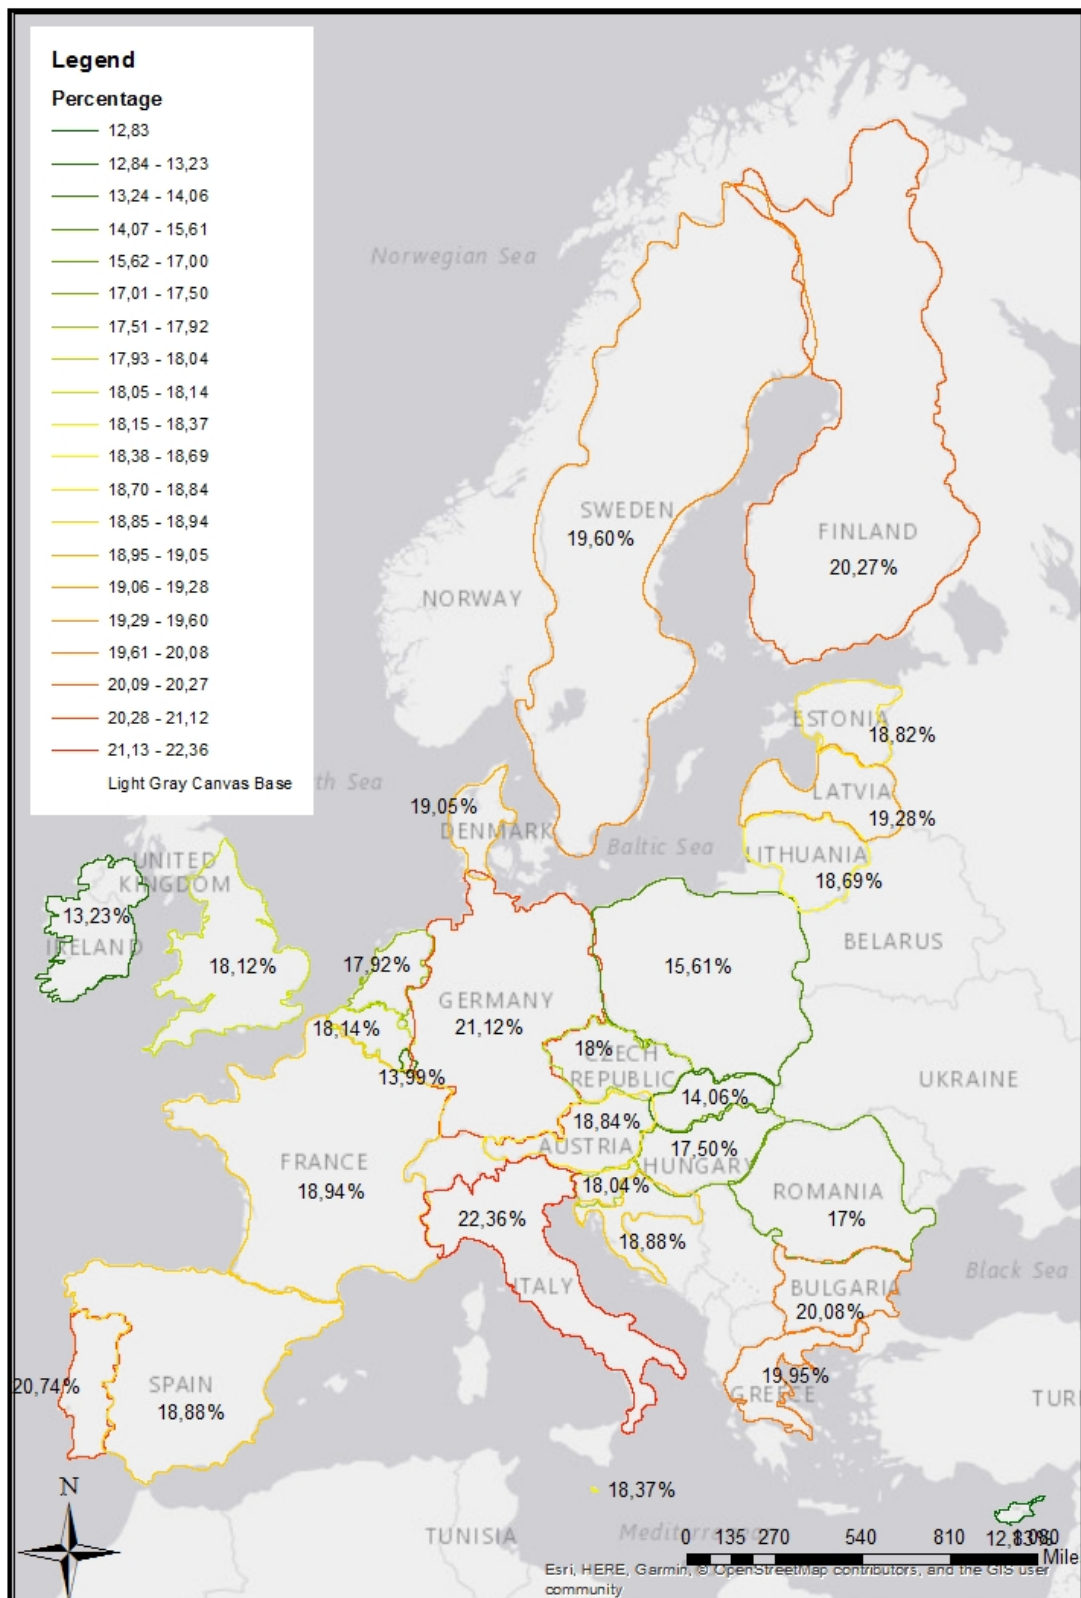 Legend
Percentage
12,83
12,84 - 13,23
13,24 - 14,06
14,07 - 15,61
15,62 - 17,00
17,01 - 17,50
17,51 - 17,92
17,93 - 18,04
18,05 - 18,14
18,15 - 18,37
18,38 - 18,69
18,70 - 18,84
18,85 - 18,94
18,95 - 19,05
19,06 - 19,28
19,29 - 19,60
19,61 - 20,08
20,09 - 20,27
20,28 - 21,12
21,13 - 22,36
Light Gray Canvas Base
Norwegian Sea
SWEDEN
19,60%
FINLAND
20,27%
NORWAY
ESTONIA
18,82%
th Sea
LATVIA
19,28%
19,05%
DENMARK
Baltic Sea
LITHUANIA
18,69%
UNITED
KINGDOM
13,23%
IRELAND
BELARUS
18,12%
17,92%
15,61%
GERMANY
21,12%
18,14%
18%
CZECH
REPUBLIC
13,99%
UKRAINE
14,06%
18,84%
AUSTRIA
17,50%
HUNGARY
FRANCE
18,94%
18,04%
ROMANIA
17%
22,36%
18,88%
ITALY
Black Sea
BULGARIA
20,08%
20,74%
SPAIN
18,88%
19,95%
GREECE
TUR
N
18,37%
TUNISIA
Mediterranea
0 135 270 540 810 1.080
12,83%
Mile
Esri, HERE, Garmin, © OpenStreetMap contributors, and the GIS user
community